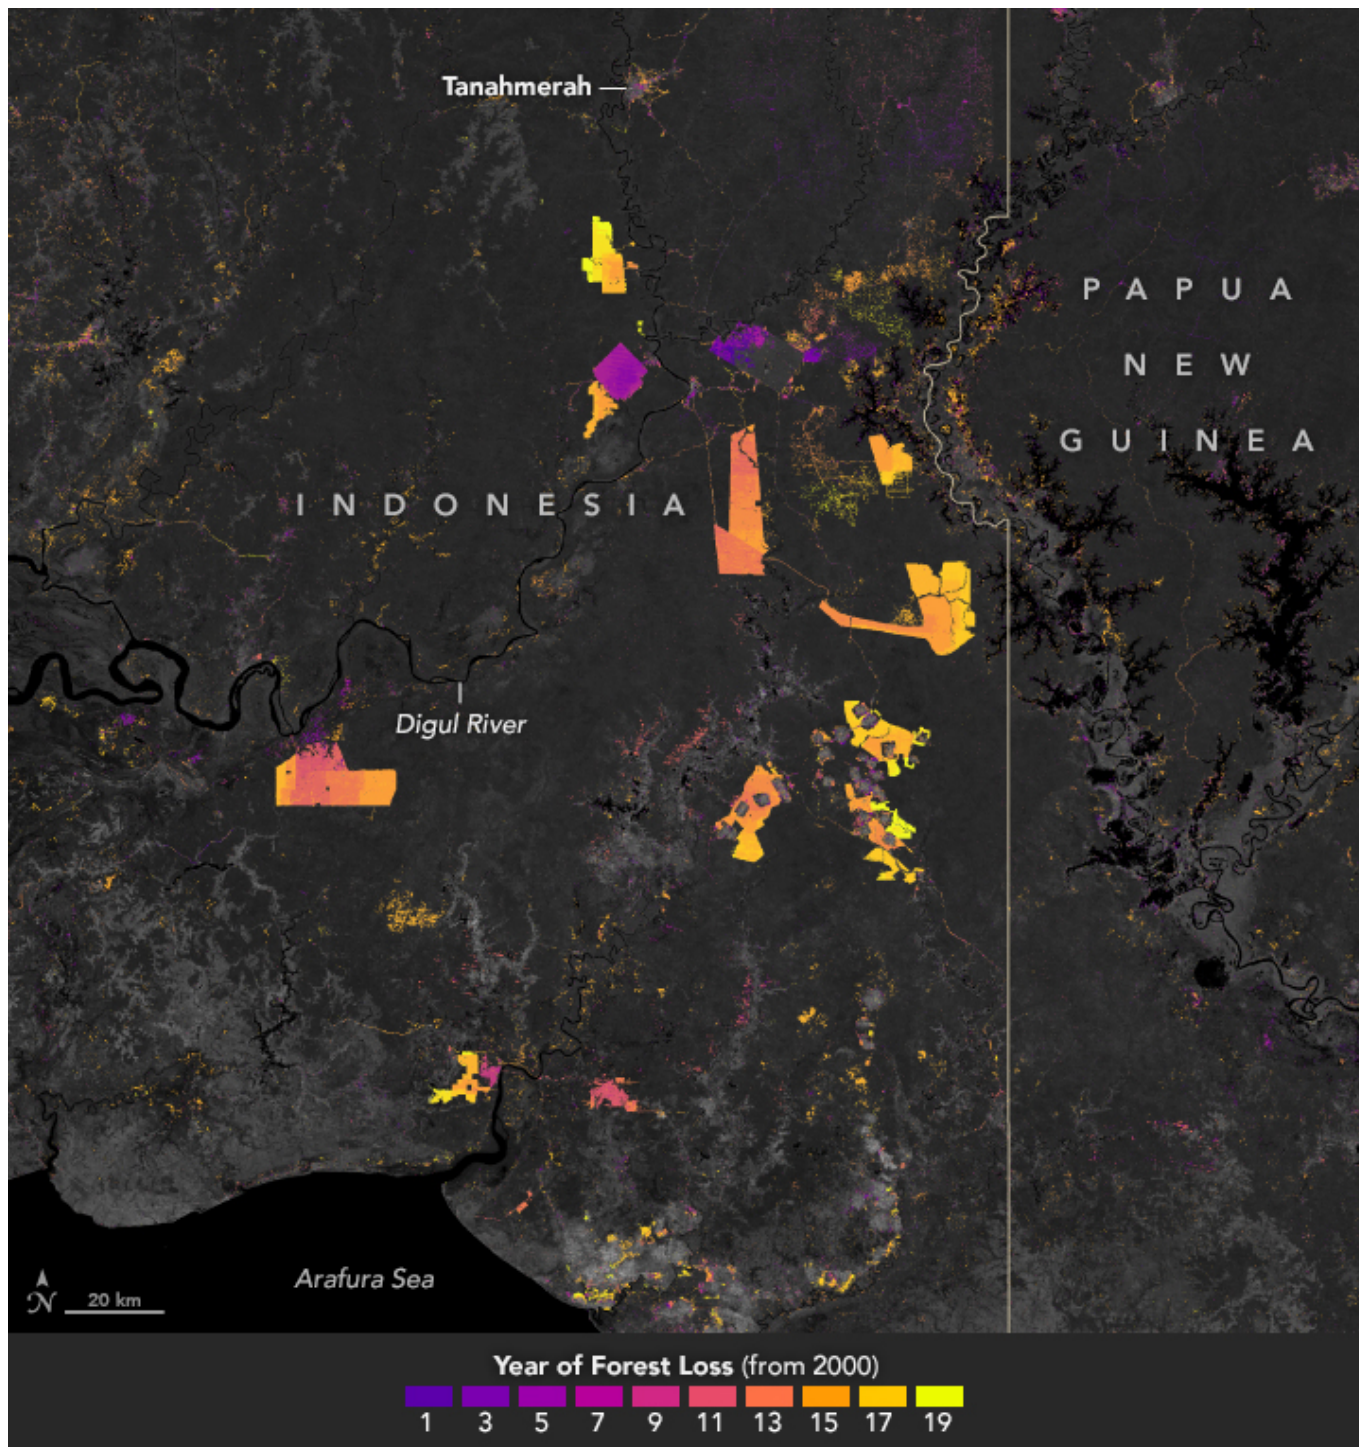 Tanahmerah
PAPUA
NEW
GUINEA
INDONESIA
Digul River
Arafura Sea
N
20 km
Year of Forest Loss (from 2000)
1 3 5 7 9 11 13 15 17 19